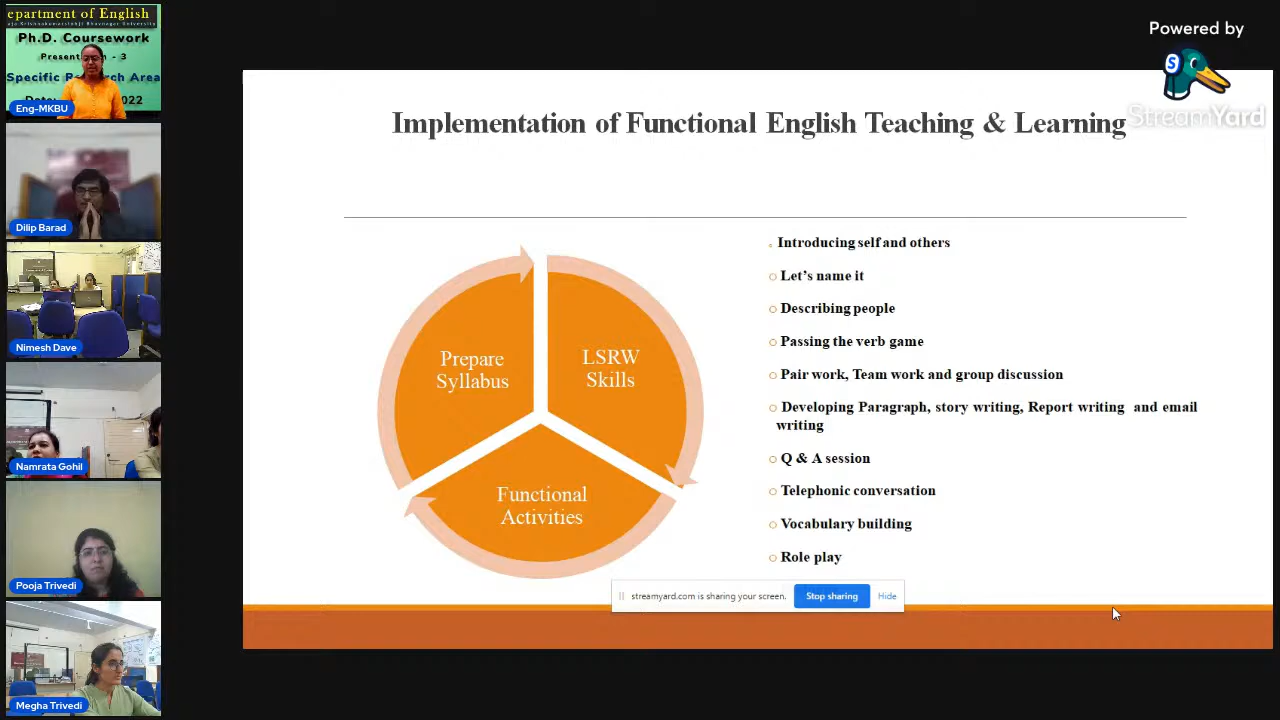 epartment of English
Ph.D. Coursework
- 3
Specific Research Area
2022
Eng-MKBU
Dilip Barad
Nimesh Dave
Namrata Gohil
Pooja Trivedi
Megha Trivedi
Powered by
S
StreamYard
Implementation of Functional English Teaching & Learning
Prepare
Syllabus
LSRW
Skills
Functional
Activities
Introducing self and others
Let's name it
Describing people
Passing the verb game
Pair work, Team work and group discussion
Developing Paragraph, story writing, Report writing and email
writing
Q & A session
Telephonic conversation
Vocabulary building
Role play
streamyard.com is sharing your screen.
Stop sharing
Hide